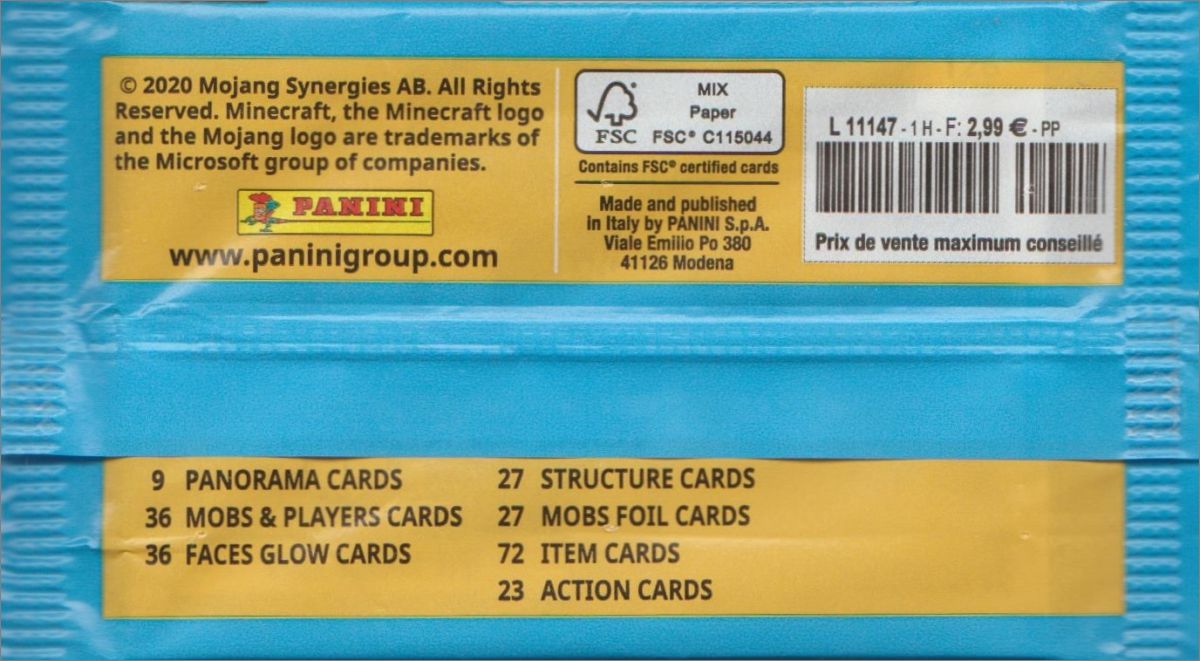 © 2020 Mojang Synergies AB. All Rights
Reserved. Minecraft, the Minecraft logo
and the Mojang logo are trademarks of
the Microsoft group of companies.
PANINI
www.paninigroup.com
FSC
MIX
Paper
FSC® C115044
Contains FSC® certified cards
Made and published
in Italy by PANINI S.p.A.
Viale Emilio Po 380
41126 Modena
L 11147 - 1 H - F: 2,99 € - PP
Prix de vente maximum conseillé
9 PANORAMA CARDS
36 MOBS & PLAYERS CARDS
36 FACES GLOW CARDS
27 STRUCTURE CARDS
27 MOBS FOIL CARDS
72 ITEM CARDS
23 ACTION CARDS